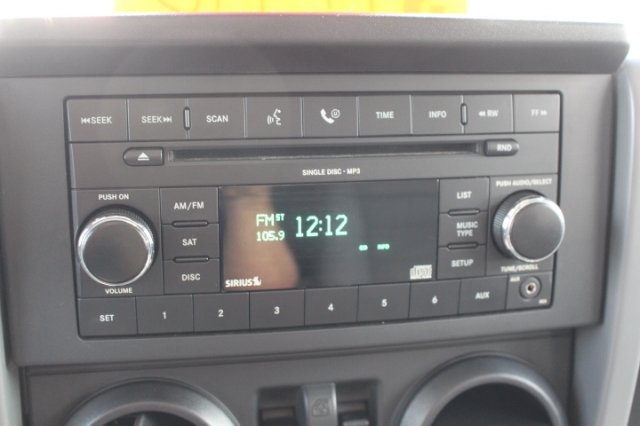 SEEK
SEEK
SCAN
TIME
INFO
RW
FF
RND
SINGLE DISC - MP3
PUSH ON
VOLUME
AM/FM
SAT
DISC
FM ST
105.9
12:12
SIRIUS
LIST
MUSIC
TYPE
SETUP
PUSH AUDIO/SELECT
TUNE/SCROLL
AUX
SET
1
2
3
4
5
6
AUX